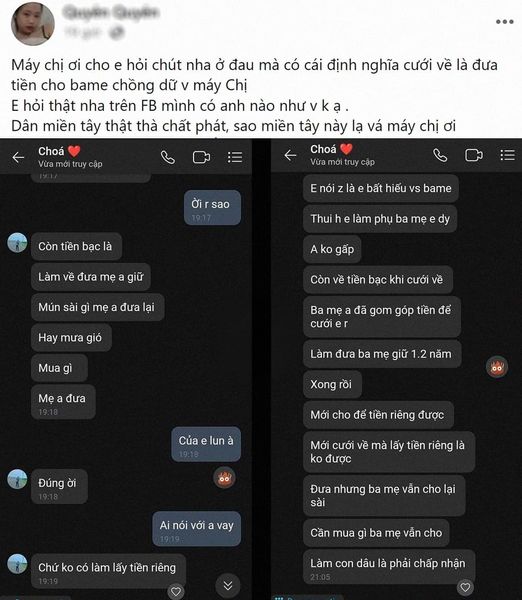 Máy chị ơi cho e hỏi chút nha ở đau mà có cái định nghĩa cưới về là đưa
tiền cho bame chồng dữ v máy Chị
E hỏi thật nha trên FB mình có anh nào như v k ạ .
Dân miền tây thật thà chất phát, sao miền tây này lạ vá máy chị ơi
Choá ❤️
Vừa mới truy cập
19:17
Ời r sao
19:17
Còn tiền bạc là
Làm về đưa mẹ a giữ
Mún sài gì mẹ a đưa lại
Hay mưa gió
Mua gì
Mẹ a đưa
19:18
Của e lun à
19:18
Đúng ời
19:18
Ai nói với a vay
19:19
Chứ ko có làm lấy tiền riêng
19:19
Choá ❤️
Vừa mới truy cập
E nói z là e bất hiếu vs bame
Thui h e làm phụ ba mẹ e dy
A ko gấp
Còn về tiền bạc khi cưới về
Ba mẹ a đã gom góp tiền để
cưới e r
Làm đưa ba mẹ giữ 1.2 năm
Xong rồi
Mới cho để tiền riêng được
Mới cưới về mà lấy tiền riêng là
ko được
Đưa nhưng ba mẹ vẫn cho lại
sài
Cần mua gì ba mẹ vẫn cho
Làm con dâu là phải chấp nhận
21:05